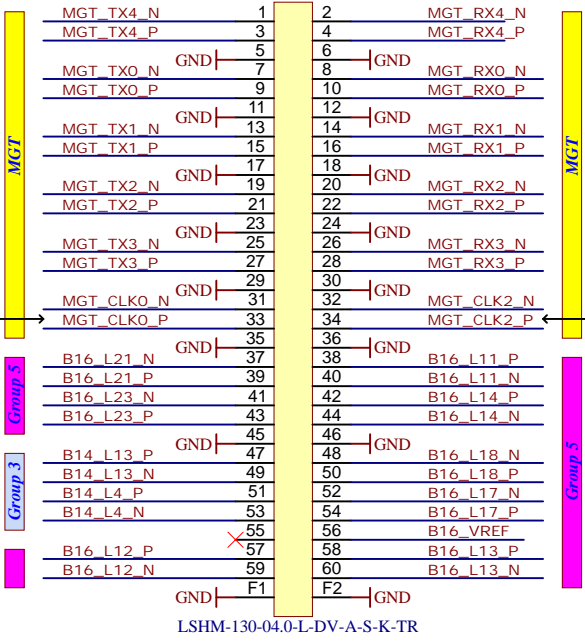 MGT_TX4_N 1 2 MGT_RX4_N
MGT_TX4_P 3 4 MGT_RX4_P
GND 5 6 GND
MGT_TX0_N 7 8 MGT_RX0_N
MGT_TX0_P 9 10 MGT_RX0_P
GND 11 12 GND
MGT_TX1_N 13 14 MGT_RX1_N
MGT_TX1_P 15 16 MGT_RX1_P
MGT MGT
GND 17 18 GND
MGT_TX2_N 19 20 MGT_RX2_N
MGT_TX2_P 21 22 MGT_RX2_P
GND 23 24 GND
MGT_TX3_N 25 26 MGT_RX3_N
MGT_TX3_P 27 28 MGT_RX3_P
GND 29 30 GND
MGT_CLK0_N 31 32 MGT_CLK2_N
MGT_CLK0_P 33 34 MGT_CLK2_P
GND 35 36 GND
B16_L21_N 37 38 B16_L11_P
B16_L21_P 39 40 B16_L11_N
Group 5
B16_L23_N 41 42 B16_L14_P
B16_L23_P 43 44 B16_L14_N
GND 45 46 GND
B14_L13_P 47 48 B16_L18_N
Group 5
B14_L13_N 49 50 B16_L18_P
Group 3
B14_L4_P 51 52 B16_L17_N
B14_L4_N 53 54 B16_L17_P
55 56 B16_VREF
B16_L12_P 57 58 B16_L13_P
B16_L12_N 59 60 B16_L13_N
GND F1 F2 GND
LSHM-130-04.0-L-DV-A-S-K-TR